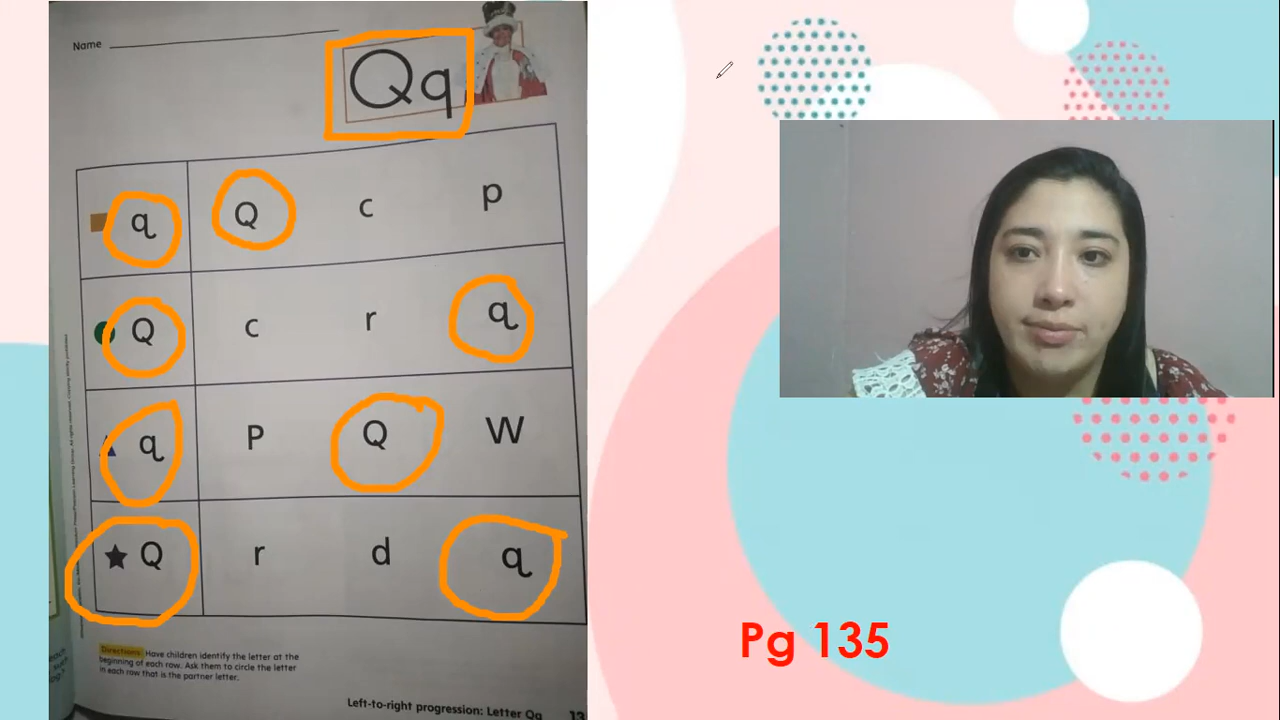 Name
Qq
q Q c p
Q c r q
q P Q W
Q r d q
Directions Have children identify the letter at the
beginning of each row. Ask them to circle the letter
in each row that is the partner letter.
Left-to-right progression: Letter Qq
Pg 135